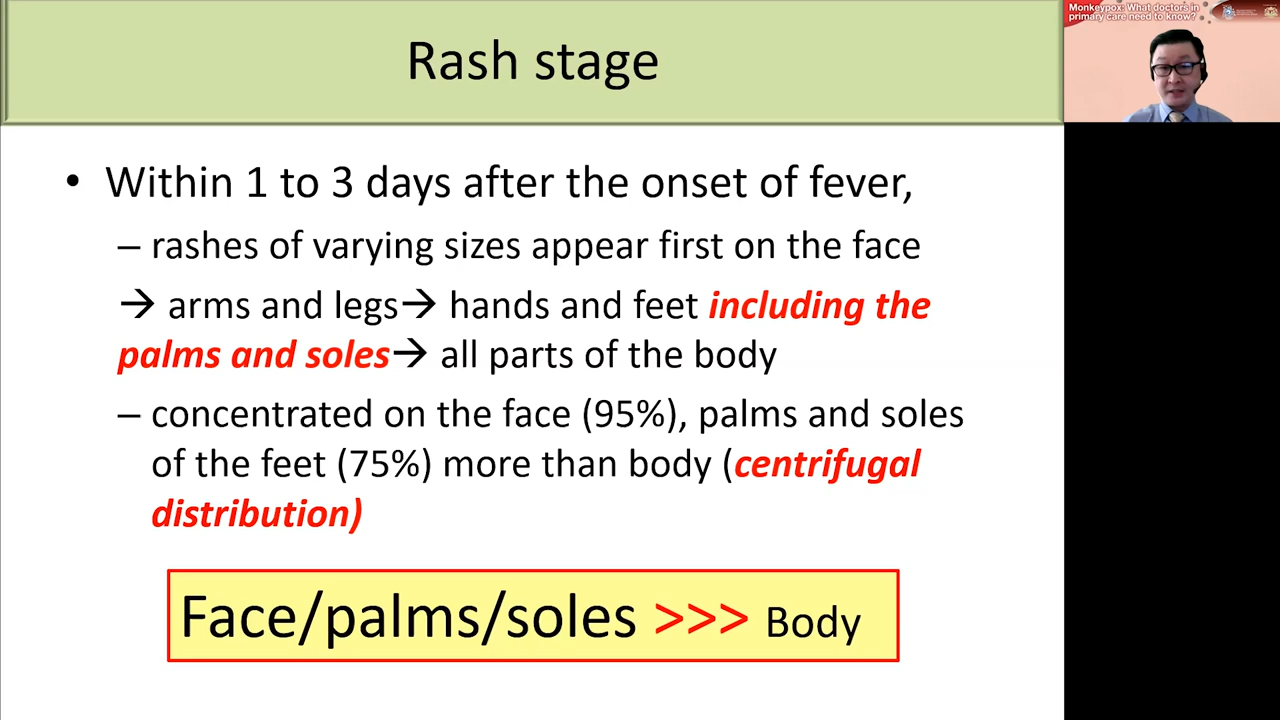 Rash stage
• Within 1 to 3 days after the onset of fever,
– rashes of varying sizes appear first on the face
→ arms and legs→ hands and feet including the
palms and soles→ all parts of the body
– concentrated on the face (95%), palms and soles
of the feet (75%) more than body (centrifugal
distribution)
Face/palms/soles >>> Body
Monkeypox: What doctors in
primary care need to know?